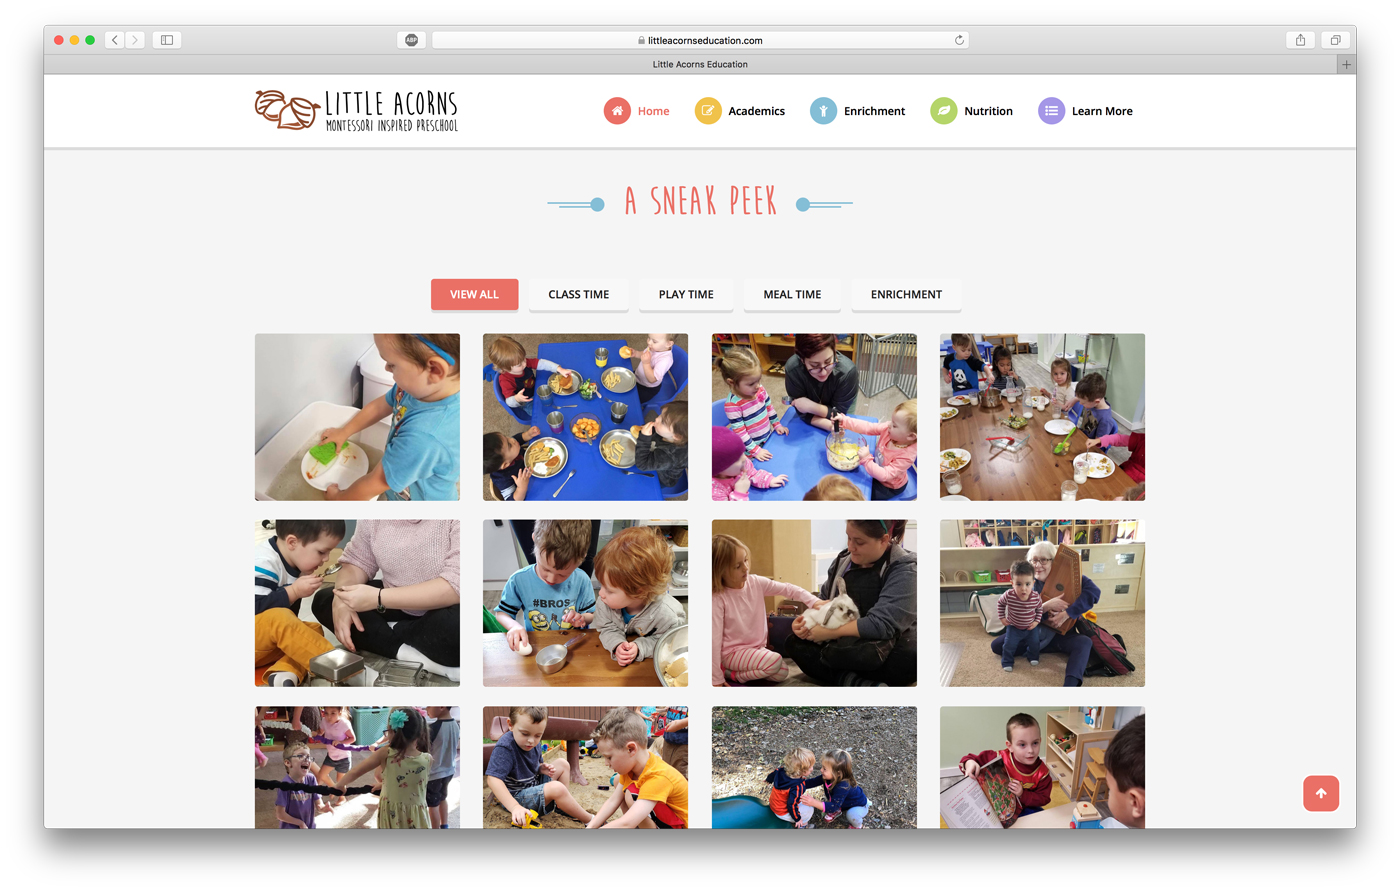 ABP
littleacornseducation.com
Little Acorns Education
LITTLE ACORNS
MONTESSORI INSPIRED PRESCHOOL
Home
Academics
Enrichment
Nutrition
Learn More
A SNEAK PEEK
VIEW ALL
CLASS TIME
PLAY TIME
MEAL TIME
ENRICHMENT
#BROS